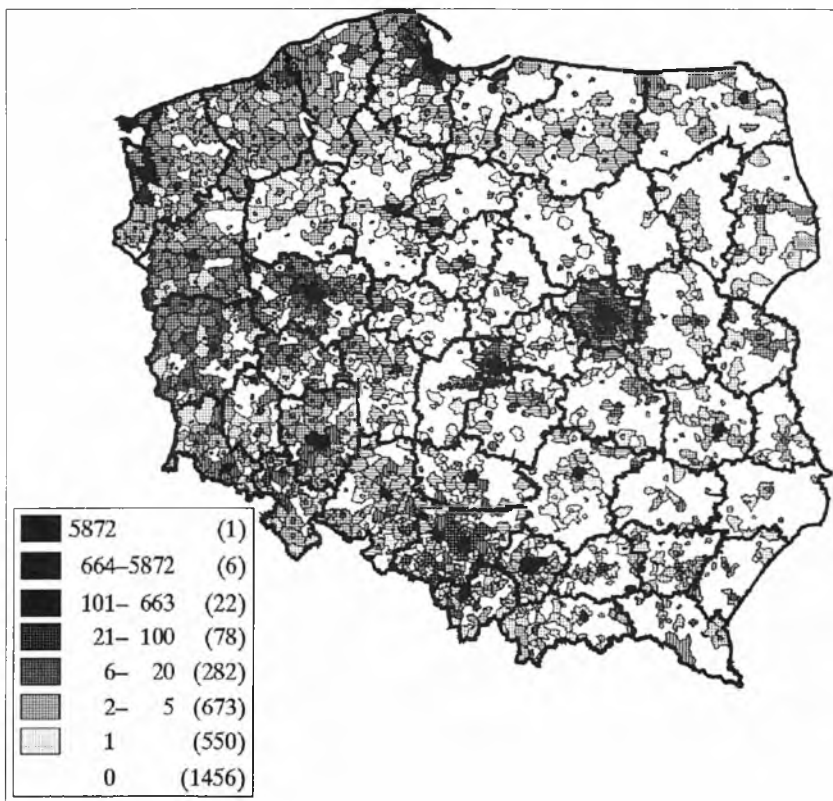 5872 (1)
664–5872 (6)
101– 663 (22)
21– 100 (78)
6– 20 (282)
2– 5 (673)
1 (550)
0 (1456)